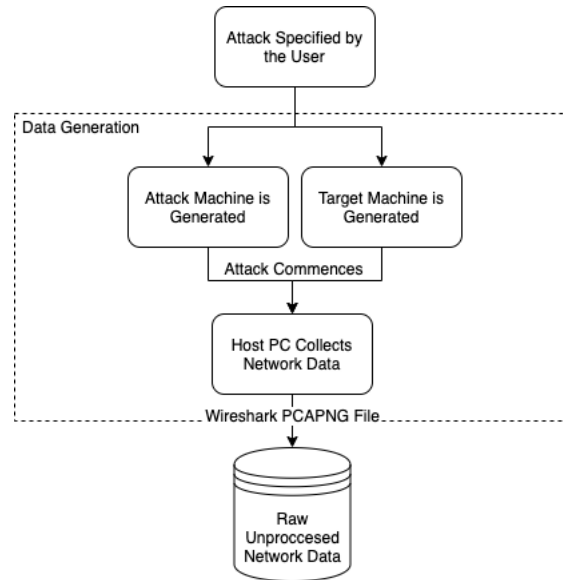 Attack Specified by
the User
Data Generation
Attack Machine is
Generated
Target Machine is
Generated
Attack Commences
Host PC Collects
Network Data
Wireshark PCAPNG File
Raw
Unproccesed
Network Data